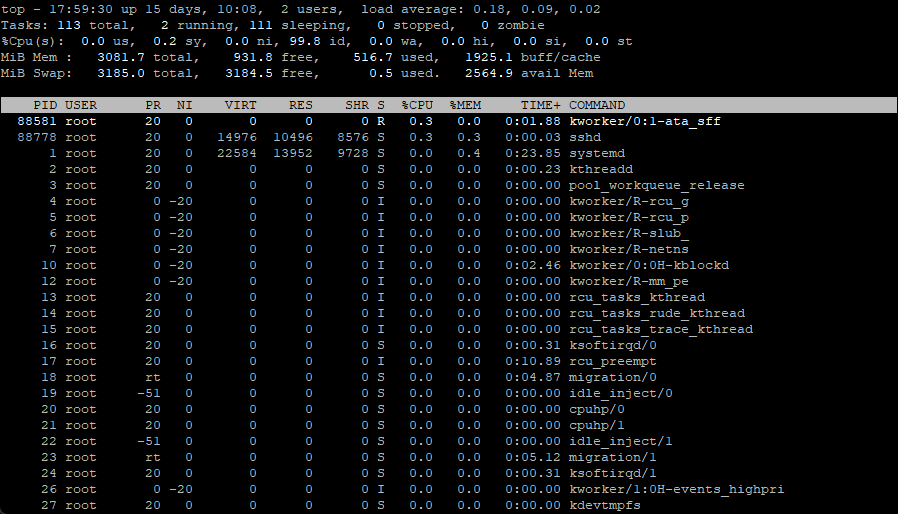 top - 17:59:30 up 15 days, 10:08,  2 users,  load average: 0.18, 0.09, 0.02
Tasks: 113 total,   2 running, 111 sleeping,   0 stopped,   0 zombie
%Cpu(s):  0.0 us,  0.2 sy,  0.0 ni, 99.8 id,  0.0 wa,  0.0 hi,  0.0 si,  0.0 st
MiB Mem :   3081.7 total,    931.8 free,    516.7 used,   1925.1 buff/cache
MiB Swap:   3185.0 total,   3184.5 free,      0.5 used.   2564.9 avail Mem
    PID USER      PR  NI    VIRT    RES    SHR S  %CPU  %MEM     TIME+ COMMAND
  88581 root      20   0       0      0      0 R   0.3   0.0   0:01.88 kworker/0:1-ata_sff
  88778 root      20   0   14976  10496   8576 S   0.3   0.3   0:00.03 sshd
      1 root      20   0   22584  13952   9728 S   0.0   0.4   0:23.85 systemd
      2 root      20   0       0      0      0 S   0.0   0.0   0:00.23 kthreadd
      3 root      20   0       0      0      0 S   0.0   0.0   0:00.00 pool_workqueue_release
      4 root       0 -20       0      0      0 I   0.0   0.0   0:00.00 kworker/R-rcu_g
      5 root       0 -20       0      0      0 I   0.0   0.0   0:00.00 kworker/R-rcu_p
      6 root       0 -20       0      0      0 I   0.0   0.0   0:00.00 kworker/R-slub_
      7 root       0 -20       0      0      0 I   0.0   0.0   0:00.00 kworker/R-netns
     10 root       0 -20       0      0      0 I   0.0   0.0   0:02.46 kworker/0:0H-kblockd
     12 root       0 -20       0      0      0 I   0.0   0.0   0:00.00 kworker/R-mm_pe
     13 root      20   0       0      0      0 I   0.0   0.0   0:00.00 rcu_tasks_kthread
     14 root      20   0       0      0      0 I   0.0   0.0   0:00.00 rcu_tasks_rude_kthread
     15 root      20   0       0      0      0 I   0.0   0.0   0:00.00 rcu_tasks_trace_kthread
     16 root      20   0       0      0      0 S   0.0   0.0   0:00.31 ksoftirqd/0
     17 root      20   0       0      0      0 I   0.0   0.0   0:10.89 rcu_preempt
     18 root      rt   0       0      0      0 S   0.0   0.0   0:04.87 migration/0
     19 root     -51   0       0      0      0 S   0.0   0.0   0:00.00 idle_inject/0
     20 root      20   0       0      0      0 S   0.0   0.0   0:00.00 cpuhp/0
     21 root      20   0       0      0      0 S   0.0   0.0   0:00.00 cpuhp/1
     22 root     -51   0       0      0      0 S   0.0   0.0   0:00.00 idle_inject/1
     23 root      rt   0       0      0      0 S   0.0   0.0   0:05.12 migration/1
     24 root      20   0       0      0      0 S   0.0   0.0   0:00.31 ksoftirqd/1
     26 root       0 -20       0      0      0 I   0.0   0.0   0:00.00 kworker/1:0H-events_highpri
     27 root      20   0       0      0      0 S   0.0   0.0   0:00.00 kdevtmpfs